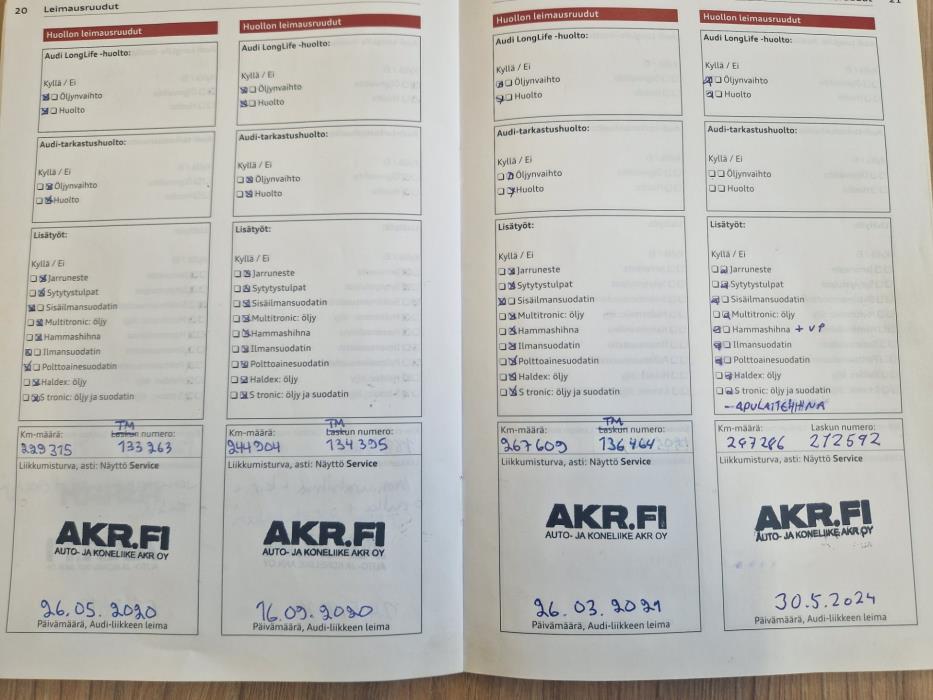 20 Leimausruudut
Huollon leimausruudut
Audi LongLife -huolto:
Kyllä / Ei
Öljynvaihto
Huolto
Audi-tarkastushuolto:
Kyllä / Ei
Öljynvaihto
Huolto
Lisätyöt:
Kyllä / Ei
Jarruneste
Sytytystulpat
Sisäilmansuodatin
Multitronic: öljy
Hammashihna
Ilmansuodatin
Polttoainesuodatin
Haldex: öljy
S tronic: öljy ja suodatin
TM
Km-määrä: Laskun numero:
229315 133263
Liikkumisturva, asti: Näyttö Service
AKR.FI
AUTO- JA KONELIIKE AKR OY
26.05.2020
Päivämäärä, Audi-liikkeen leima
Huollon leimausruudut
Audi LongLife -huolto:
Kyllä / Ei
Öljynvaihto
Huolto
Audi-tarkastushuolto:
Kyllä / Ei
Öljynvaihto
Huolto
Lisätyöt:
Kyllä / Ei
Jarruneste
Sytytystulpat
Sisäilmansuodatin
Multitronic: öljy
Hammashihna
Ilmansuodatin
Polttoainesuodatin
Haldex: öljy
S tronic: öljy ja suodatin
TM
Km-määrä: Laskun numero:
244904 134395
Liikkumisturva, asti: Näyttö Service
AKR.FI
AUTO- JA KONELIIKE AKR OY
16.09.2020
Päivämäärä, Audi-liikkeen leima
21
Huollon leimausruudut
Audi LongLife -huolto:
Kyllä / Ei
Öljynvaihto
Huolto
Audi-tarkastushuolto:
Kyllä / Ei
Öljynvaihto
Huolto
Lisätyöt:
Kyllä / Ei
Jarruneste
Sytytystulpat
Sisäilmansuodatin
Multitronic: öljy
Hammashihna
Ilmansuodatin
Polttoainesuodatin
Haldex: öljy
S tronic: öljy ja suodatin
TM
Km-määrä: Laskun numero:
267609 136464
Liikkumisturva, asti: Näyttö Service
AKR.FI
AUTO- JA KONELIIKE AKR OY
26.03.2021
Päivämäärä, Audi-liikkeen leima
Huollon leimausruudut
Audi LongLife -huolto:
Kyllä / Ei
Öljynvaihto
Huolto
Audi-tarkastushuolto:
Kyllä / Ei
Öljynvaihto
Huolto
Lisätyöt:
Kyllä / Ei
Jarruneste
Sytytystulpat
Sisäilmansuodatin
Multitronic: öljy
Hammashihna + VP
Ilmansuodatin
Polttoainesuodatin
Haldex: öljy
S tronic: öljy ja suodatin
- APULAITEHIHNA
Km-määrä: Laskun numero:
297286 212592
Liikkumisturva, asti: Näyttö Service
AKR.FI
AUTO- JA KONELIIKE AKR OY
30.5.2024
Päivämäärä, Audi-liikkeen leima